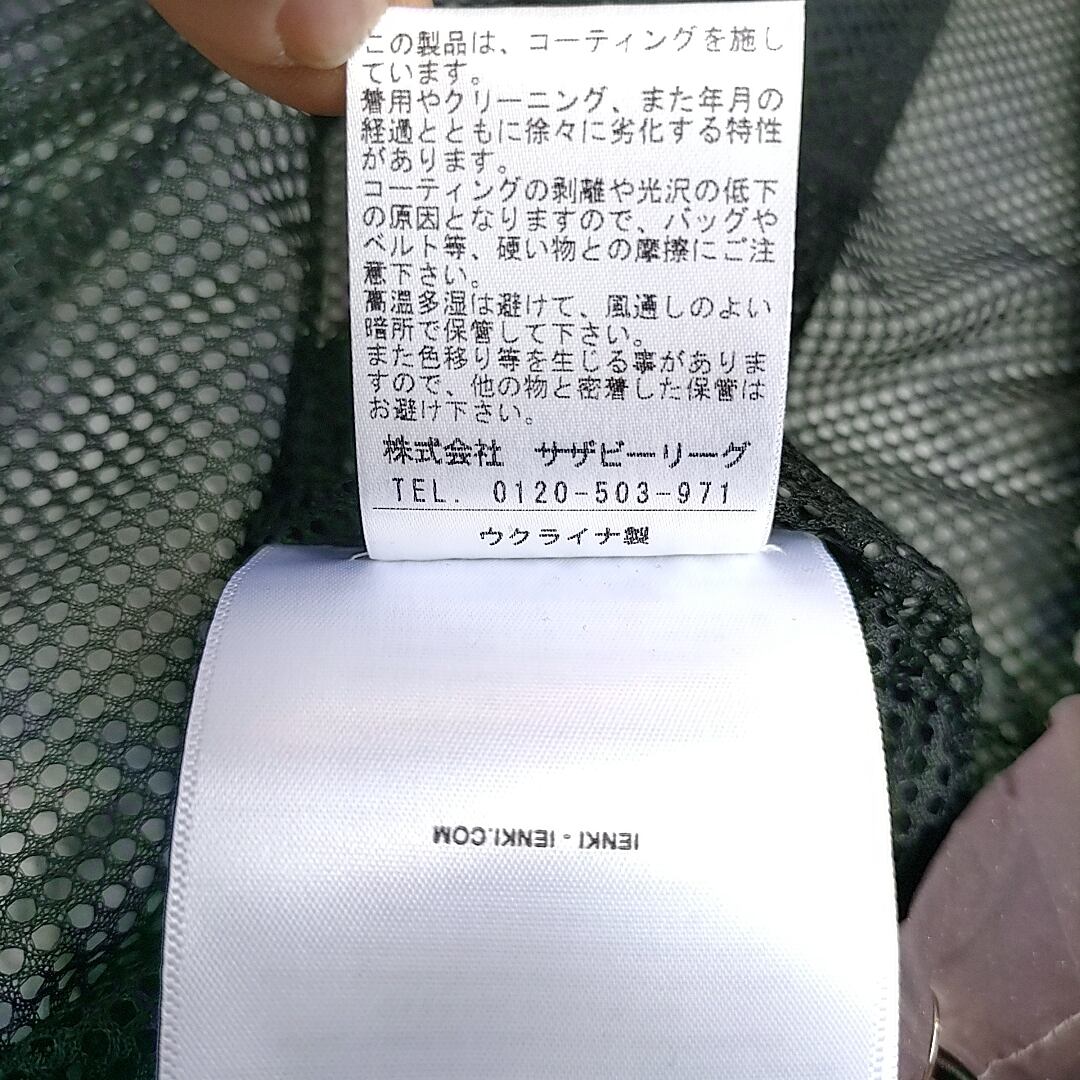 この製品は、コーティングを施し
ています。
着用やクリーニング、また年月の
経過とともに徐々に劣化する特性
があります。
コーティングの剥離や光沢の低下
の原因となりますので、バッグや
ベルト等、硬い物との摩擦にご注
意下さい。
高温多湿は避けて、風通しのよい
暗所で保管して下さい。
また色移り等を生じる事がありま
すので、他の物と密着した保管は
お避け下さい。
株式会社 サザビーリーグ
TEL. 0120-503-971
ウクライナ製
IENKI - IENKI.COM